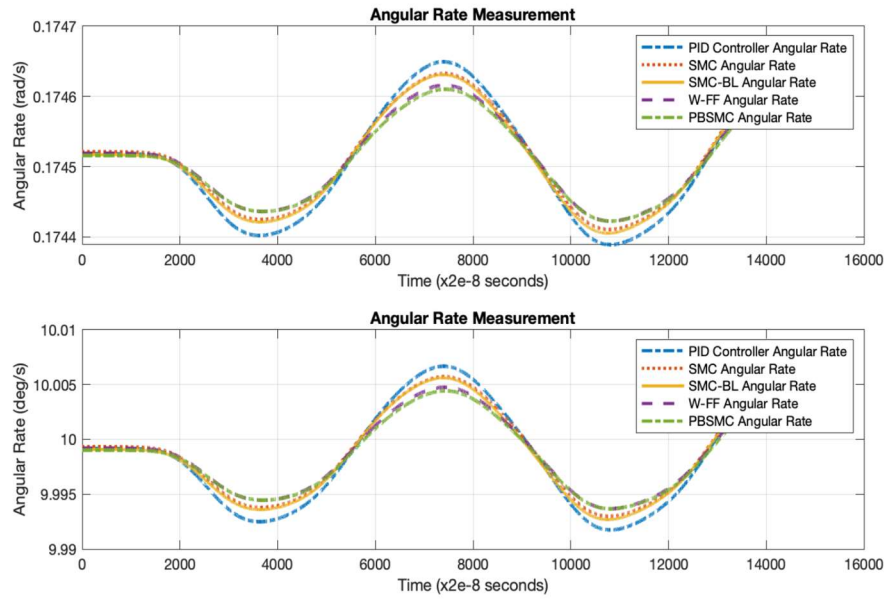 Angular Rate Measurement
0.1747
0.1746
0.1745
0.1744
Angular Rate (rad/s)
PID Controller Angular Rate
SMC Angular Rate
SMC-BL Angular Rate
W-FF Angular Rate
PBSMC Angular Rate
0 2000 4000 6000 8000 10000 12000 14000 16000
Time (x2e-8 seconds)
Angular Rate Measurement
10.01
10.005
10
9.995
9.99
Angular Rate (deg/s)
PID Controller Angular Rate
SMC Angular Rate
SMC-BL Angular Rate
W-FF Angular Rate
PBSMC Angular Rate
0 2000 4000 6000 8000 10000 12000 14000 16000
Time (x2e-8 seconds)